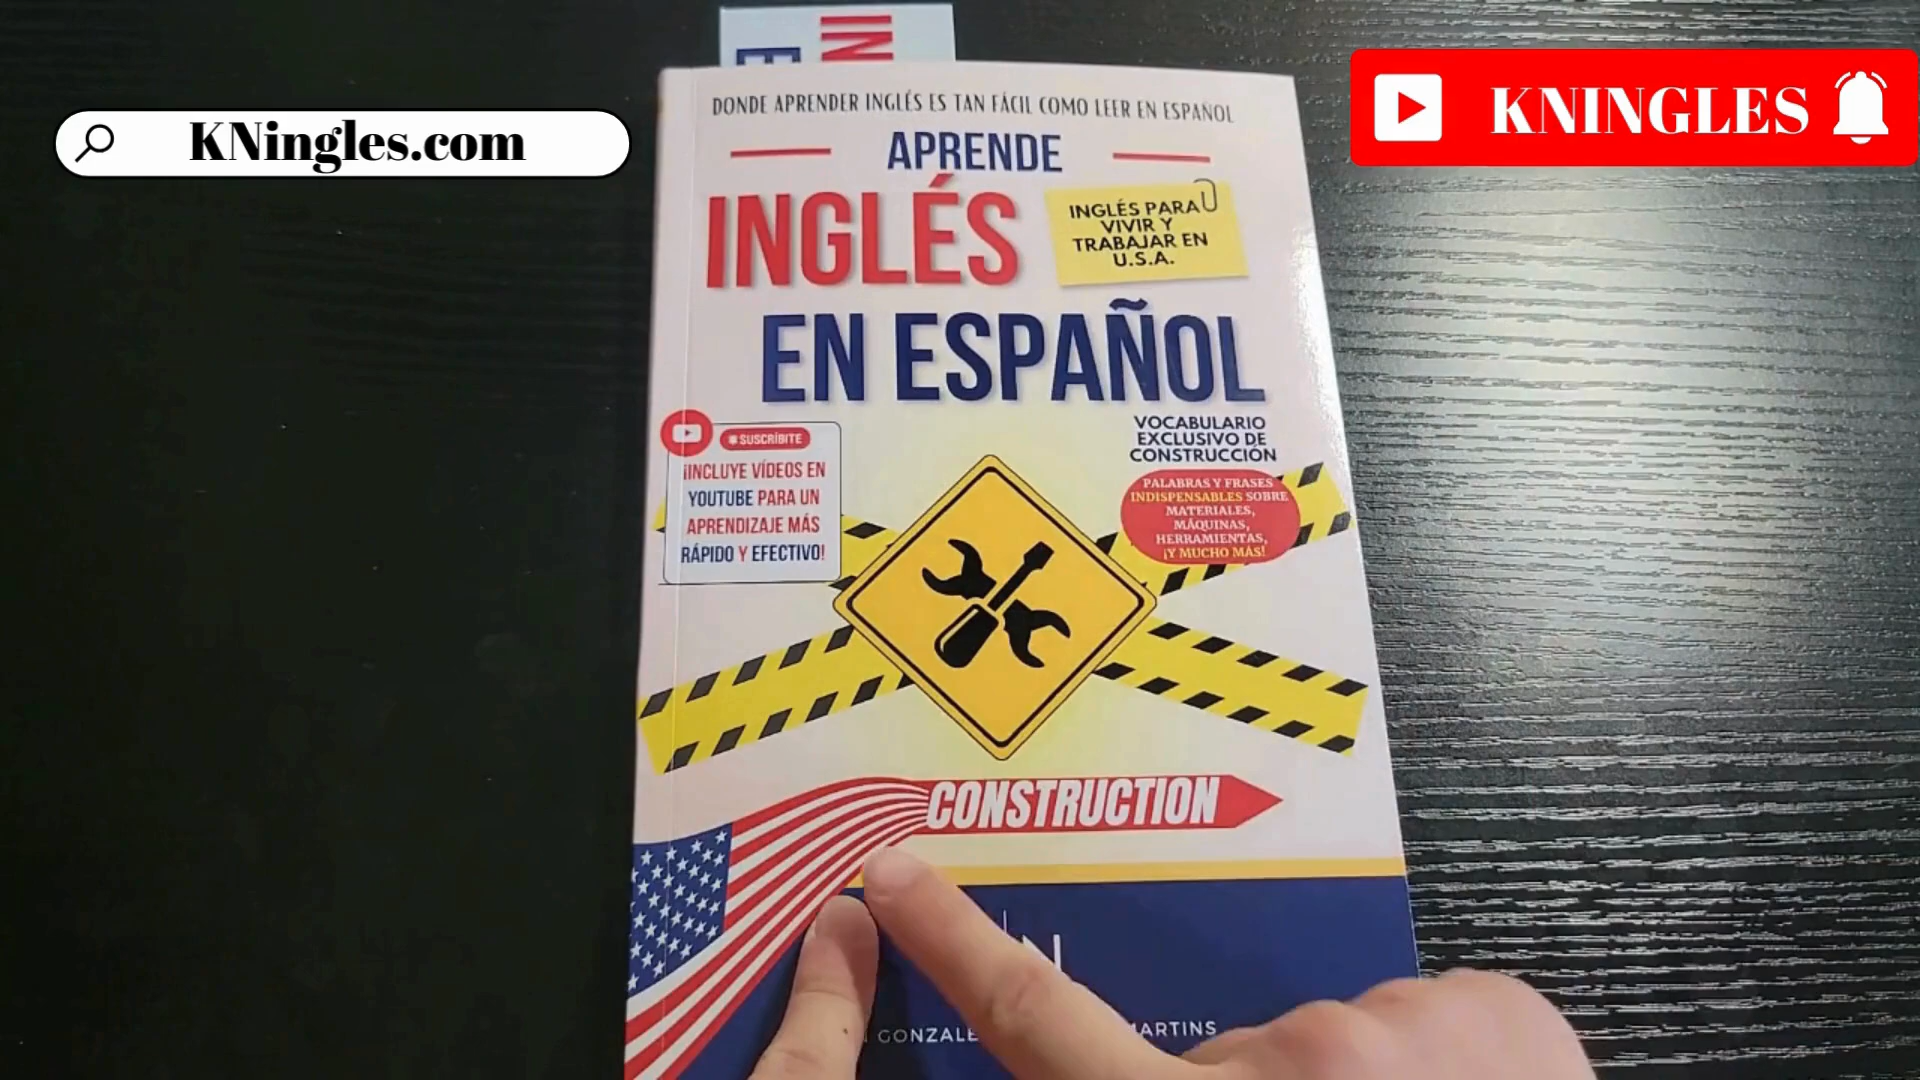 IN
E
KNingles.com
KNINGLES
DONDE APRENDER INGLÉS ES TAN FÁCIL COMO LEER EN ESPAÑOL
APRENDE
INGLÉS
INGLÉS PARA
VIVIR Y
TRABAJAR EN
U.S.A.
EN ESPAÑOL
SUSCRÍBITE
¡INCLUYE VÍDEOS EN
YOUTUBE PARA UN
APRENDIZAJE MÁS
RÁPIDO Y EFECTIVO!
VOCABULARIO
EXCLUSIVO DE
CONSTRUCCIÓN
PALABRAS Y FRASES
INDISPENSABLES SOBRE
MATERIALES,
MÁQUINAS,
HERRAMIENTAS,
¡Y MUCHO MÁS!
CONSTRUCTION
N
GONZALE MARTINS